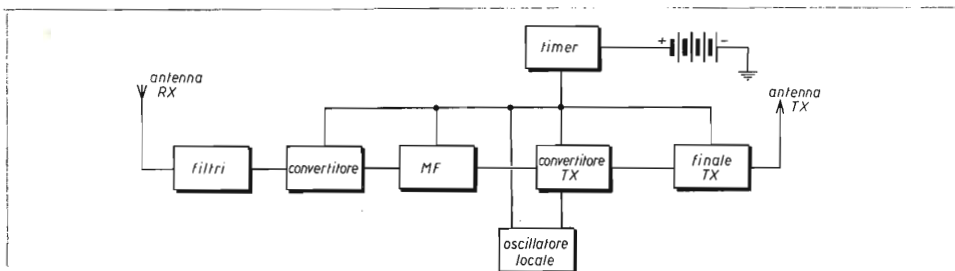 timer
+
-
antenna
RX
antenna
TX
filtri
convertitore
MF
convertitore
TX
finale
TX
oscillatore
locale